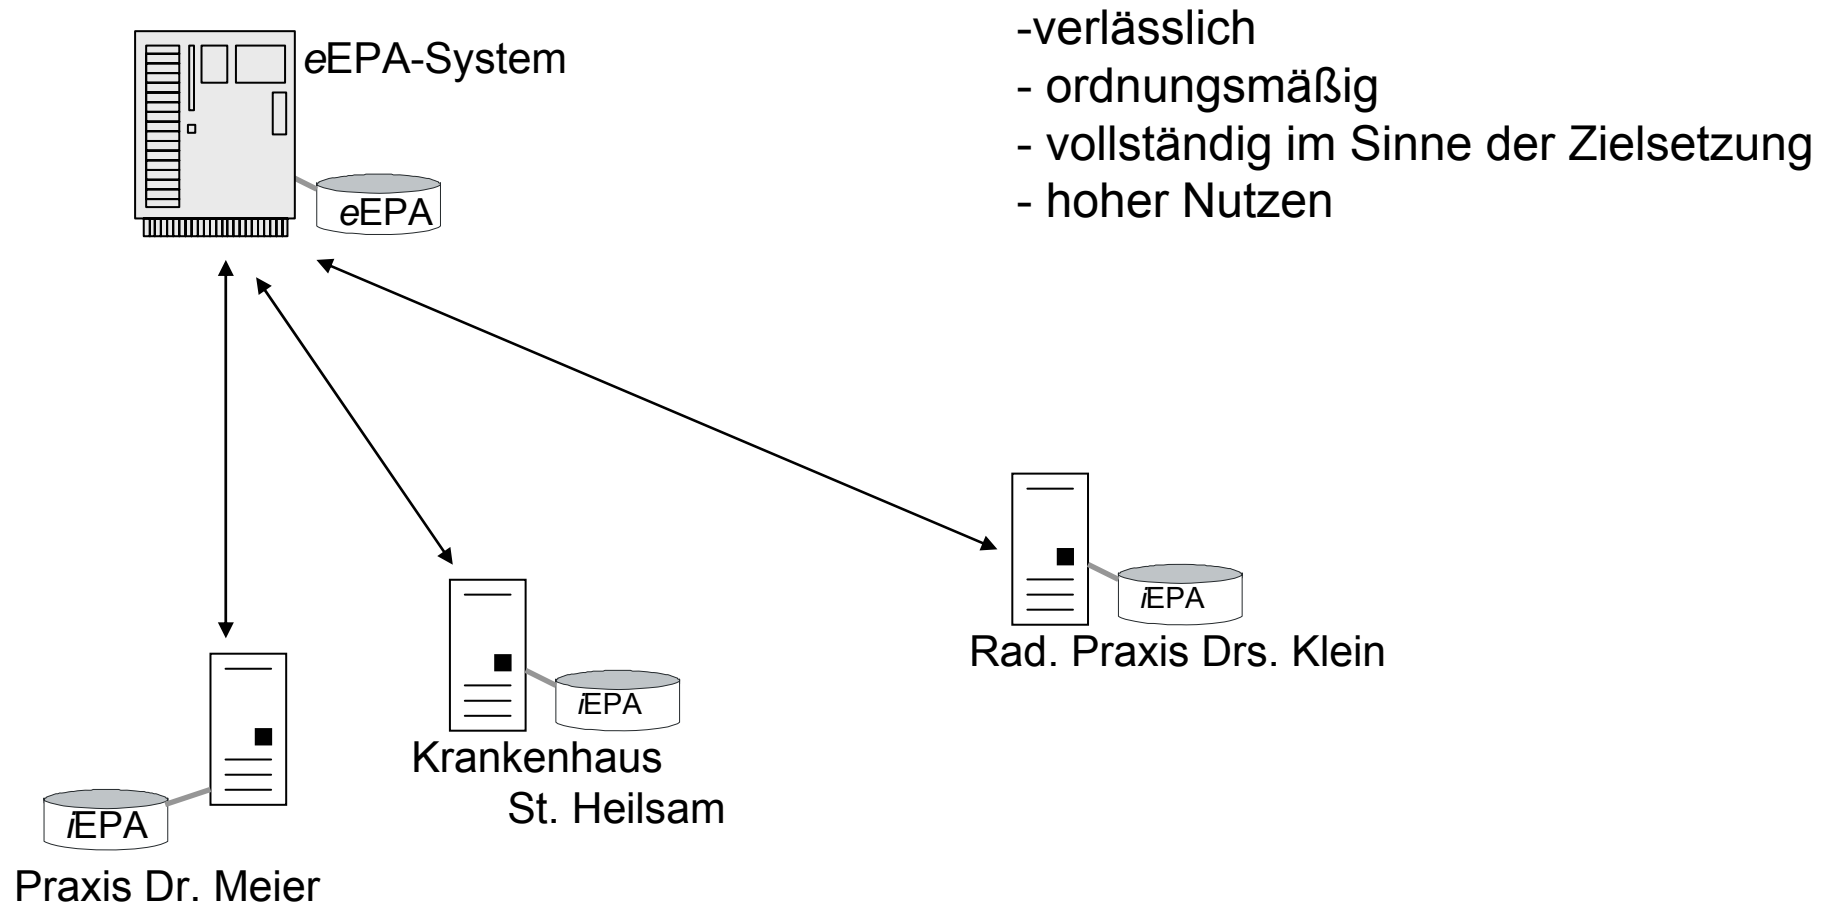 eEPA-System
eEPA
-verlässlich
- ordnungsmäßig
- vollständig im Sinne der Zielsetzung
- hoher Nutzen
iEPA
Rad. Praxis Drs. Klein
iEPA
Krankenhaus
St. Heilsam
iEPA
Praxis Dr. Meier